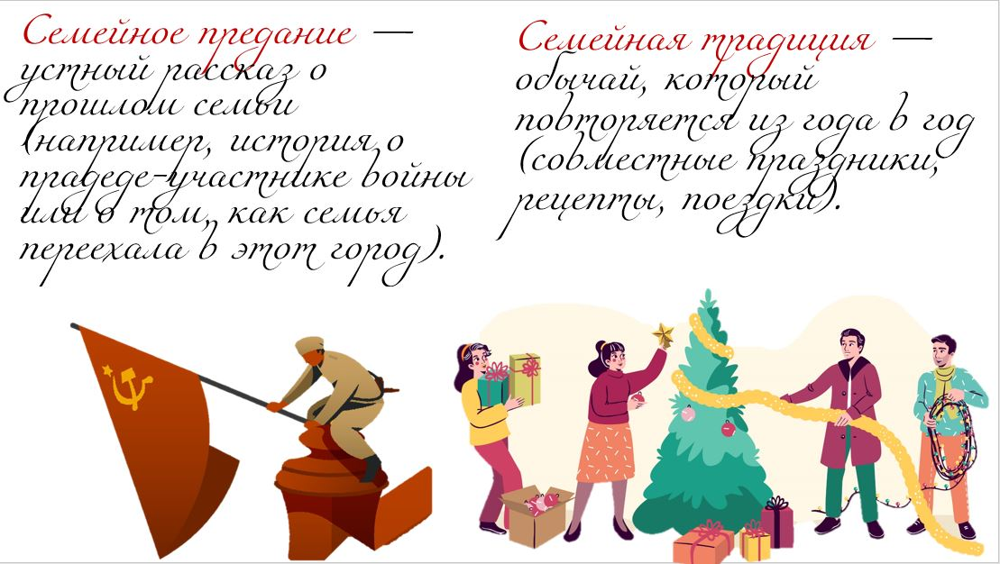 Семейное предание —
устный рассказ о
прошлом семьи
(например, история о
прадеде-участнике войны
или о том, как семья
переехала в этот город).
Семейная традиция —
обычай, который
повторяется из года в год
(совместные праздники,
рецепты, поездки).